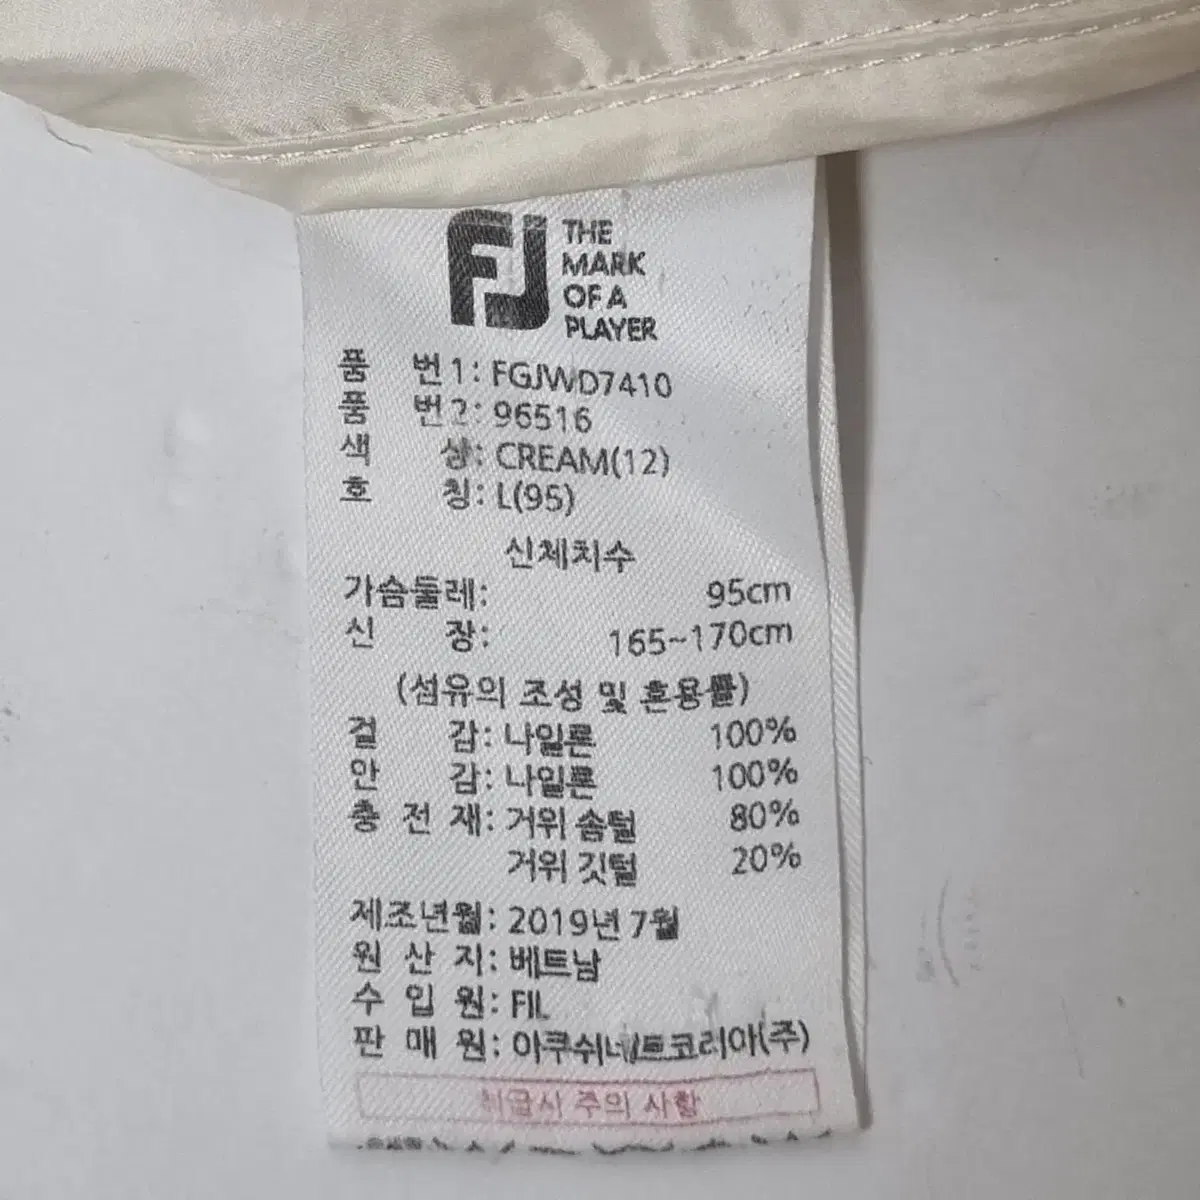 FJ
THE
MARK
OF A
PLAYER
품 번1: FGJWD7410
품 번2: 96516
색 상: CREAM(12)
호 칭: L(95)
신체치수
가슴둘레: 95cm
신 장: 165~170cm
(섬유의 조성 및 혼용률)
겉 감: 나일론 100%
안 감: 나일론 100%
충 전 재: 거위 솜털 80%
거위 깃털 20%
제조년월: 2019년 7월
원 산 지: 베트남
수 입 원: FIL
판 매 원: 아쿠쉬네트코리아(주)
취급시 주의 사항